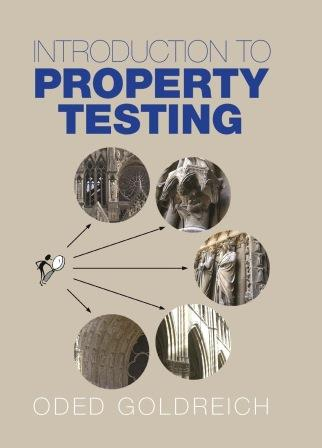 INTRODUCTION TO
PROPERTY
TESTING
ODED GOLDREICH